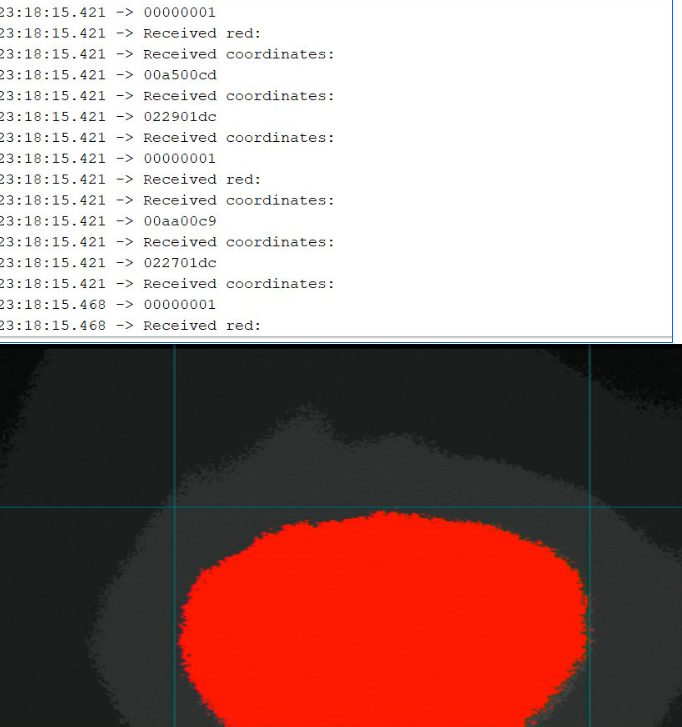 23:18:15.421 -> 00000001
23:18:15.421 -> Received red:
23:18:15.421 -> Received coordinates:
23:18:15.421 -> 00a500cd
23:18:15.421 -> Received coordinates:
23:18:15.421 -> 022901dc
23:18:15.421 -> Received coordinates:
23:18:15.421 -> 00000001
23:18:15.421 -> Received red:
23:18:15.421 -> Received coordinates:
23:18:15.421 -> 00aa00c9
23:18:15.421 -> Received coordinates:
23:18:15.421 -> 022701dc
23:18:15.421 -> Received coordinates:
23:18:15.468 -> 00000001
23:18:15.468 -> Received red: